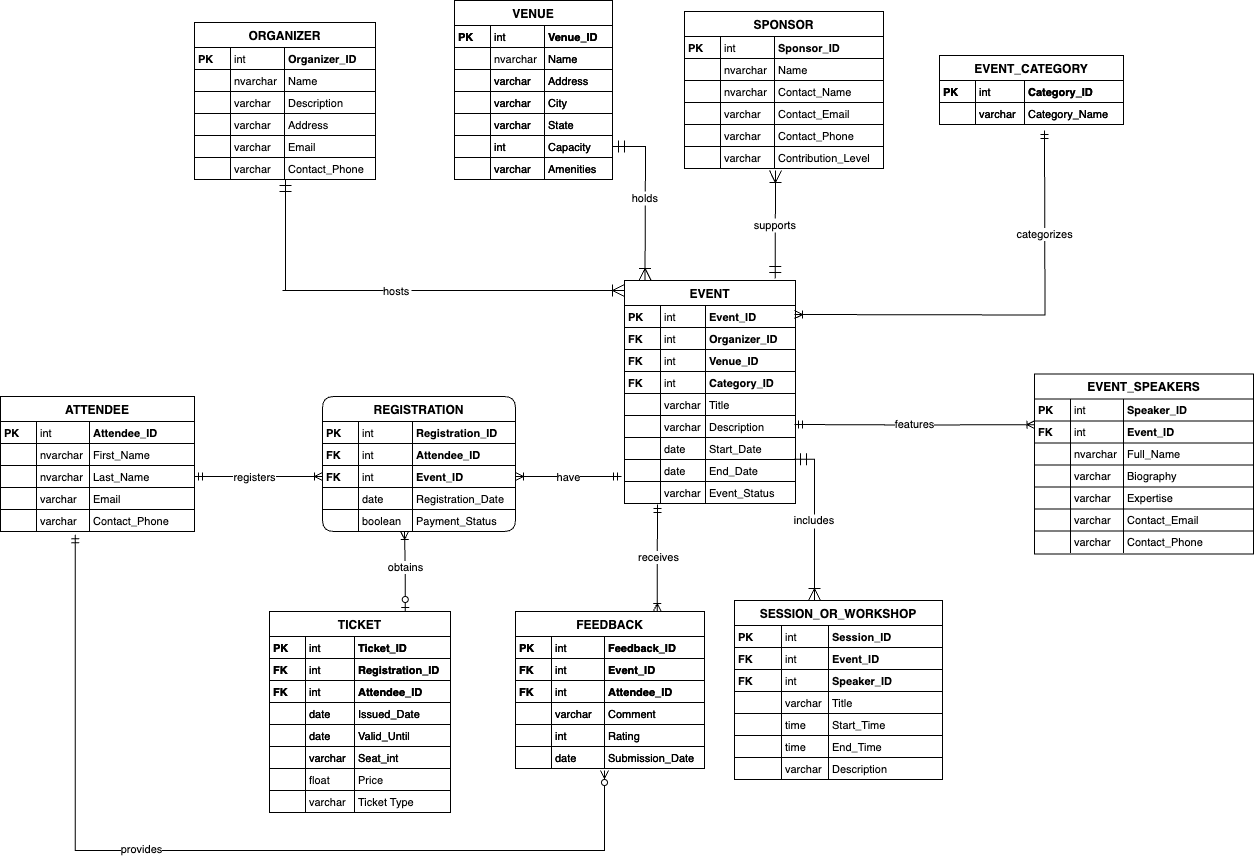 ORGANIZER
PK int Organizer_ID
nvarchar Name
varchar Description
varchar Address
varchar Email
varchar Contact_Phone
VENUE
PK int Venue_ID
nvarchar Name
varchar Address
varchar City
varchar State
int Capacity
varchar Amenities
SPONSOR
PK int Sponsor_ID
nvarchar Name
nvarchar Contact_Name
varchar Contact_Email
varchar Contact_Phone
varchar Contribution_Level
EVENT_CATEGORY
PK int Category_ID
varchar Category_Name
holds
supports
categorizes
hosts
EVENT
PK int Event_ID
FK int Organizer_ID
FK int Venue_ID
FK int Category_ID
varchar Title
varchar Description
date Start_Date
date End_Date
varchar Event_Status
ATTENDEE
PK int Attendee_ID
nvarchar First_Name
nvarchar Last_Name
varchar Email
varchar Contact_Phone
registers
REGISTRATION
PK int Registration_ID
FK int Attendee_ID
FK int Event_ID
date Registration_Date
boolean Payment_Status
have
features
EVENT_SPEAKERS
PK int Speaker_ID
FK int Event_ID
nvarchar Full_Name
varchar Biography
varchar Expertise
varchar Contact_Email
varchar Contact_Phone
includes
receives
obtains
TICKET
PK int Ticket_ID
FK int Registration_ID
FK int Attendee_ID
date Issued_Date
date Valid_Until
varchar Seat_int
float Price
varchar Ticket Type
FEEDBACK
PK int Feedback_ID
FK int Event_ID
FK int Attendee_ID
varchar Comment
int Rating
date Submission_Date
SESSION_OR_WORKSHOP
PK int Session_ID
FK int Event_ID
FK int Speaker_ID
varchar Title
time Start_Time
time End_Time
varchar Description
provides